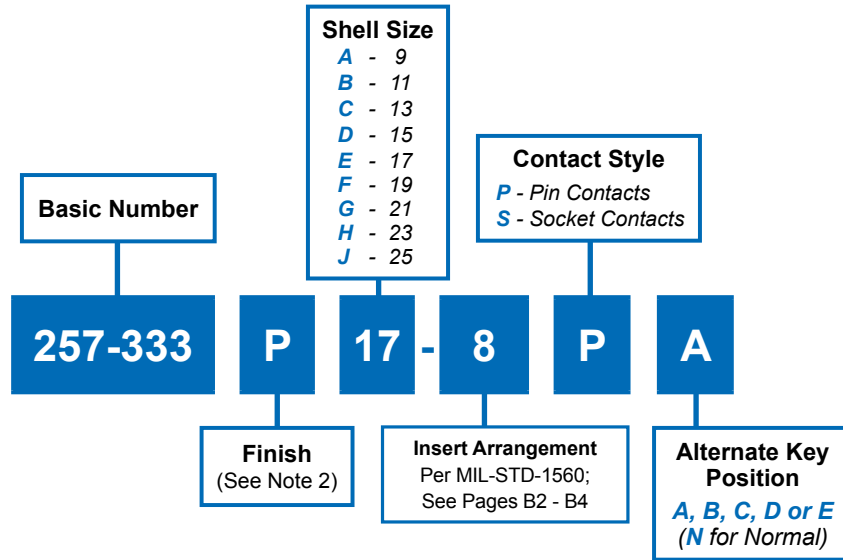 Shell Size
A - 9
B - 11
C - 13
D - 15
E - 17
F - 19
G - 21
H - 23
J - 25
Contact Style
P - Pin Contacts
S - Socket Contacts
Basic Number
257-333 P 17 - 8 P A
Finish
(See Note 2)
Insert Arrangement
Per MIL-STD-1560;
See Pages B2 - B4
Alternate Key
Position
A, B, C, D or E
(N for Normal)